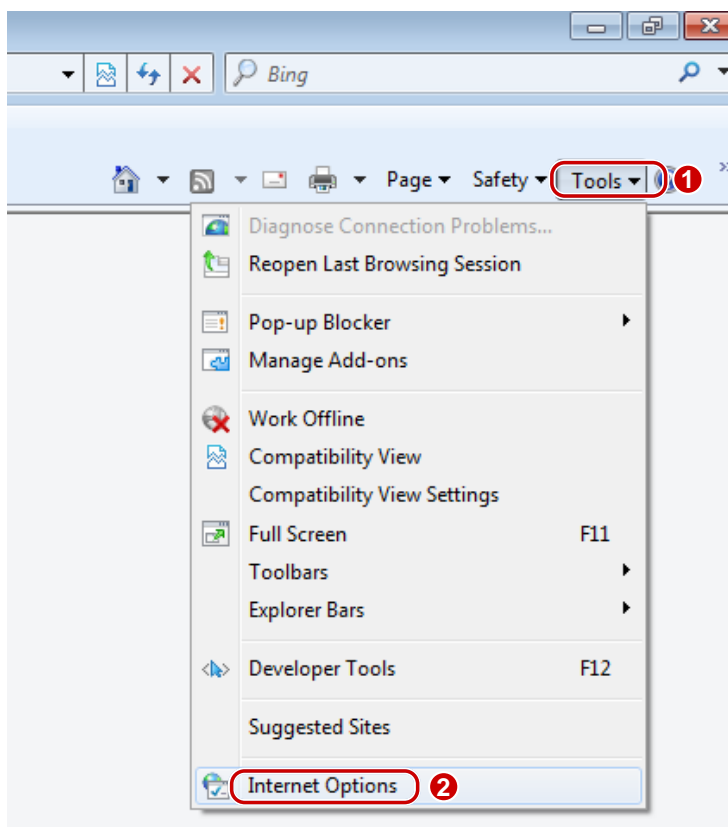 Bing
Page Safety Tools 1
Diagnose Connection Problems...
Reopen Last Browsing Session
Pop-up Blocker
Manage Add-ons
Work Offline
Compatibility View
Compatibility View Settings
Full Screen F11
Toolbars
Explorer Bars
Developer Tools F12
Suggested Sites
Internet Options 2